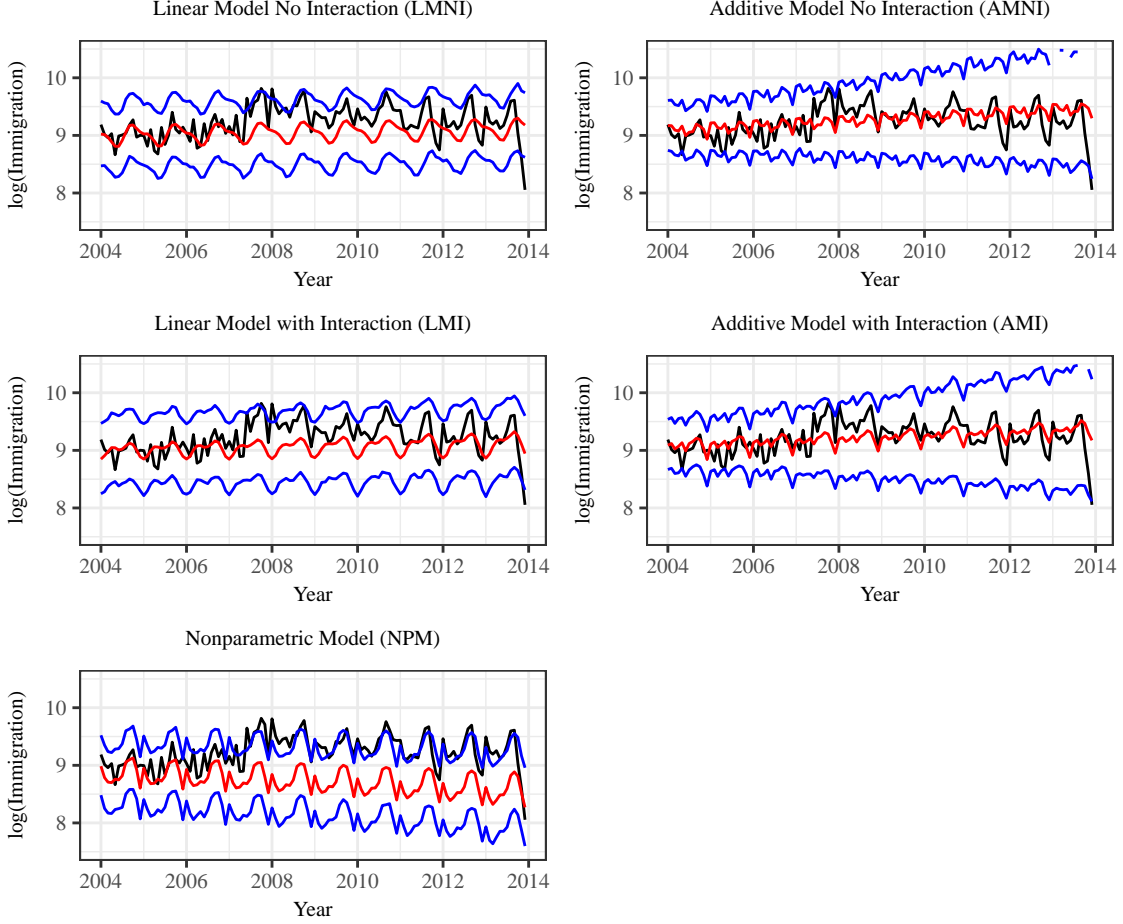 Linear Model No Interaction (LMNI)
log(Immigration)
10
9
8
2004 2006 2008 2010 2012 2014
Year
Additive Model No Interaction (AMNI)
log(Immigration)
10
9
8
2004 2006 2008 2010 2012 2014
Year
Linear Model with Interaction (LMI)
log(Immigration)
10
9
8
2004 2006 2008 2010 2012 2014
Year
Additive Model with Interaction (AMI)
log(Immigration)
10
9
8
2004 2006 2008 2010 2012 2014
Year
Nonparametric Model (NPM)
log(Immigration)
10
9
8
2004 2006 2008 2010 2012 2014
Year